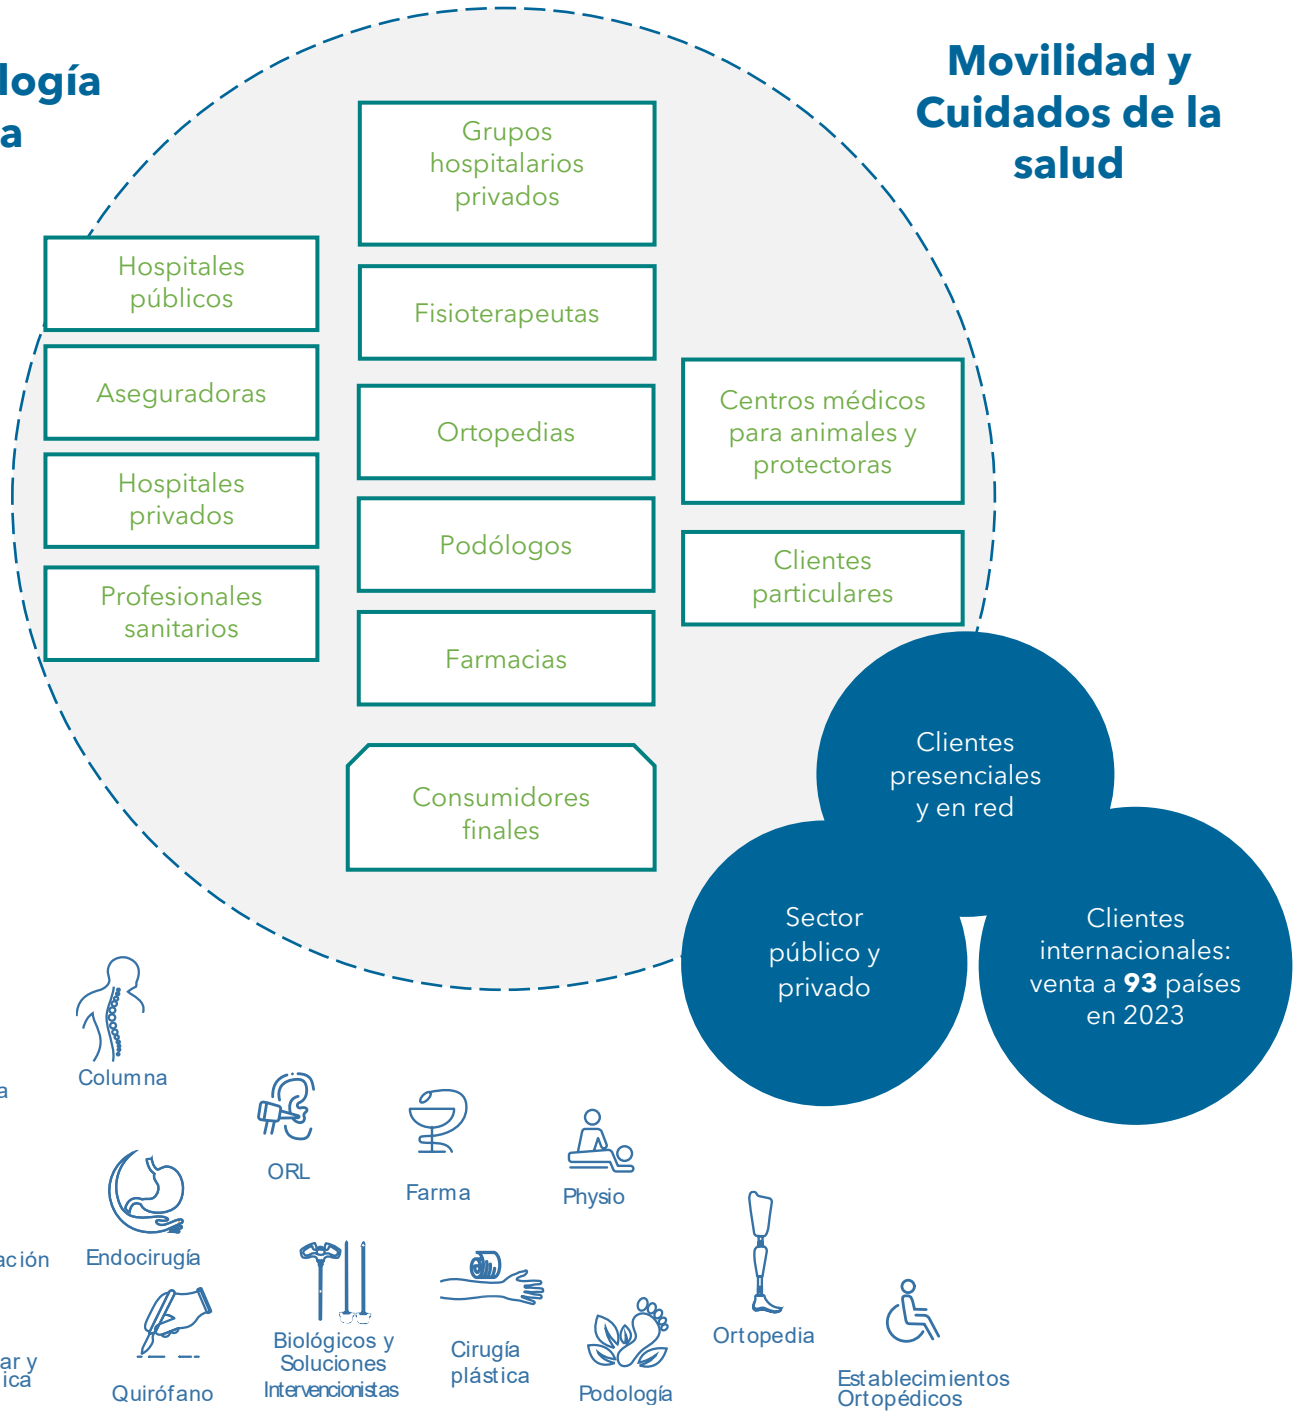 logía
a
Movilidad y
Cuidados de la
salud
Grupos
hospitalarios
privados
Hospitales
públicos
Fisioterapeutas
Aseguradoras
Ortopedias
Centros médicos
para animales y
protectoras
Hospitales
privados
Podólogos
Clientes
particulares
Profesionales
sanitarios
Farmacias
Consumidores
finales
Clientes
presenciales
y en red
Sector
público y
privado
Clientes
internacionales:
venta a 93 países
en 2023
Columna
a
ORL
Farma
Physio
ación
Endocirugía
Biológicos y
Soluciones
Intervencionistas
Cirugía
plástica
Ortopedia
ar y
ica
Quirófano
Podología
Establecimientos
Ortopédicos